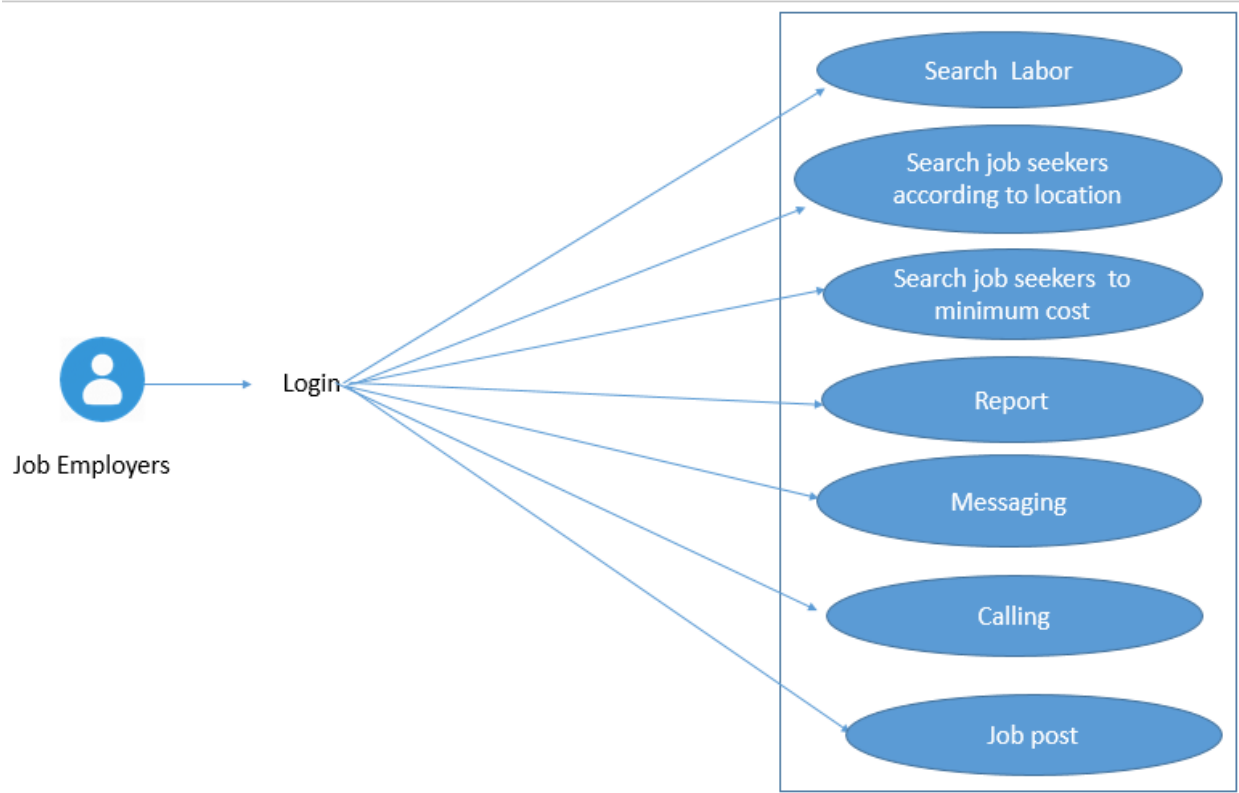 Search Labor
Search job seekers
according to location
Search job seekers to
minimum cost
Login
Report
Job Employers
Messaging
Calling
Job post